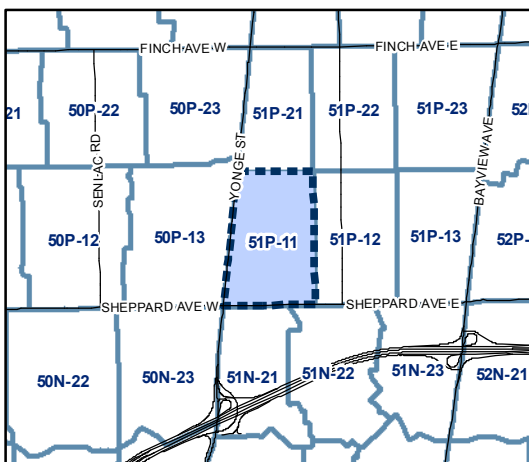 FINCH AVE W
FINCH AVE E
21
50P-22
50P-23
51P-21
51P-22
51P-23
52
SENLAC RD
YONGE ST
BAYVIEW AVE
50P-12
50P-13
51P-11
51P-12
51P-13
52P-
SHEPPARD AVE W
SHEPPARD AVE E
50N-22
50N-23
51N-21
51N-22
51N-23
52N-21